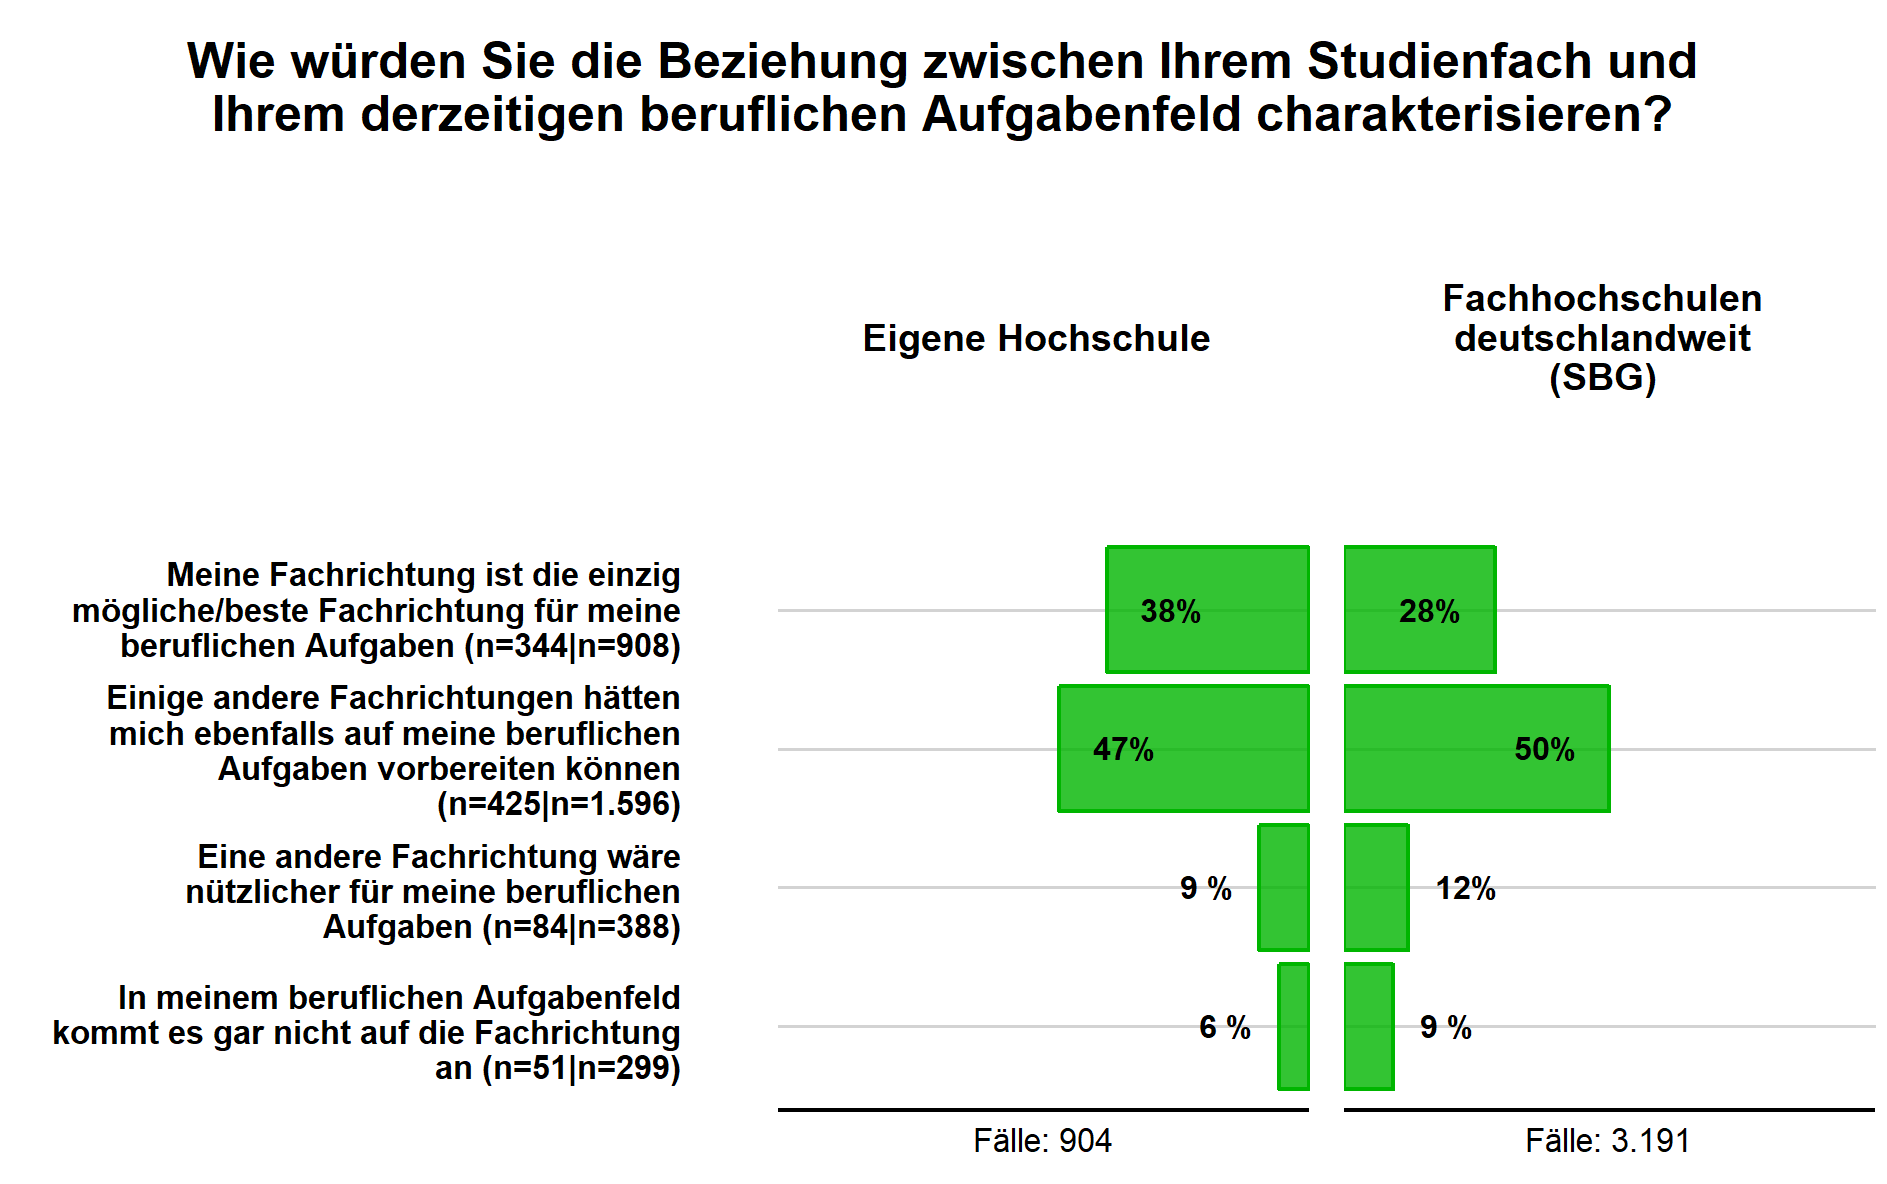 Wie würden Sie die Beziehung zwischen Ihrem Studienfach und
Ihrem derzeitigen beruflichen Aufgabenfeld charakterisieren?
Eigene Hochschule
Fachhochschulen
deutschlandweit
(SBG)
Meine Fachrichtung ist die einzig
mögliche/beste Fachrichtung für meine
beruflichen Aufgaben (n=344|n=908)
38%
28%
Einige andere Fachrichtungen hätten
mich ebenfalls auf meine beruflichen
Aufgaben vorbereiten können
(n=425|n=1.596)
47%
50%
Eine andere Fachrichtung wäre
nützlicher für meine beruflichen
Aufgaben (n=84|n=388)
9 %
12%
In meinem beruflichen Aufgabenfeld
kommt es gar nicht auf die Fachrichtung
an (n=51|n=299)
6 %
9 %
Fälle: 904
Fälle: 3.191